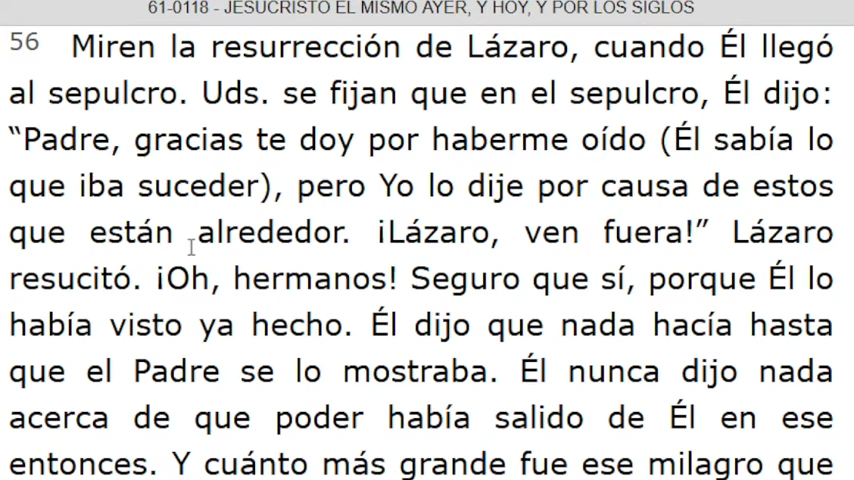 61-0118 - JESUCRISTO EL MISMO AYER, Y HOY, Y POR LOS SIGLOS
56 Miren la resurrección de Lázaro, cuando Él llegó
al sepulcro. Uds. se fijan que en el sepulcro, Él dijo:
“Padre, gracias te doy por haberme oído (Él sabía lo
que iba suceder), pero Yo lo dije por causa de estos
que están alrededor. ¡Lázaro, ven fuera!” Lázaro
resucitó. ¡Oh, hermanos! Seguro que sí, porque Él lo
había visto ya hecho. Él dijo que nada hacía hasta
que el Padre se lo mostraba. Él nunca dijo nada
acerca de que poder había salido de Él en ese
entonces. Y cuánto más grande fue ese milagro que